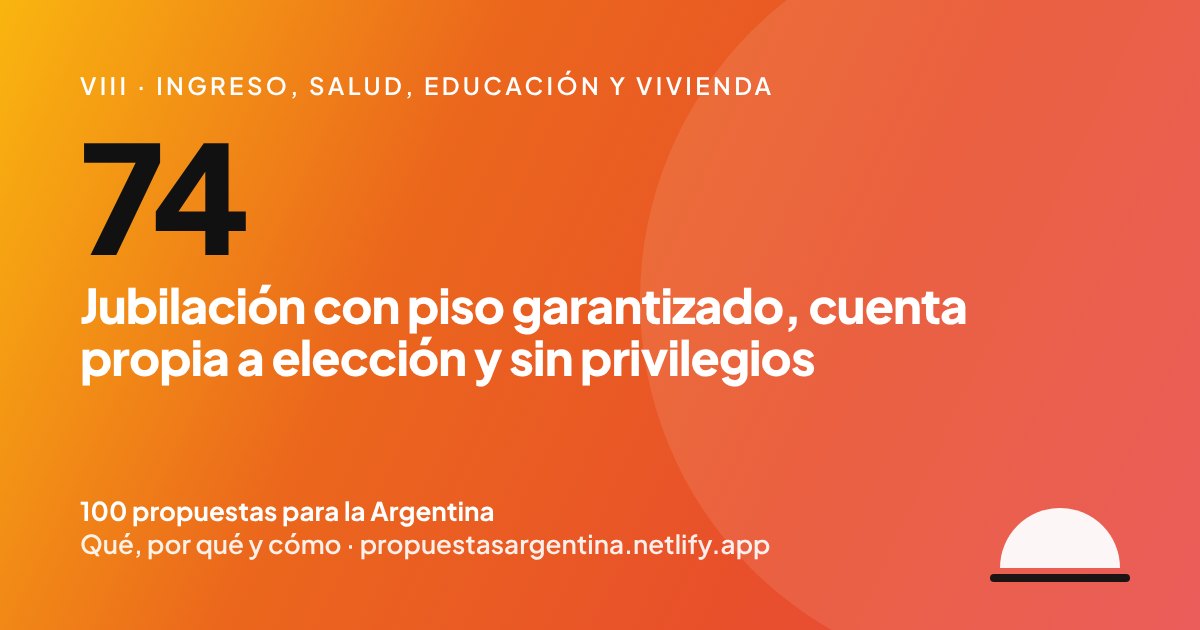 VIII · INGRESO, SALUD, EDUCACIÓN Y VIVIENDA
74
Jubilación con piso garantizado, cuenta
propia a elección y sin privilegios
100 propuestas para la Argentina
Qué, por qué y cómo · propuestasargentina.netlify.app